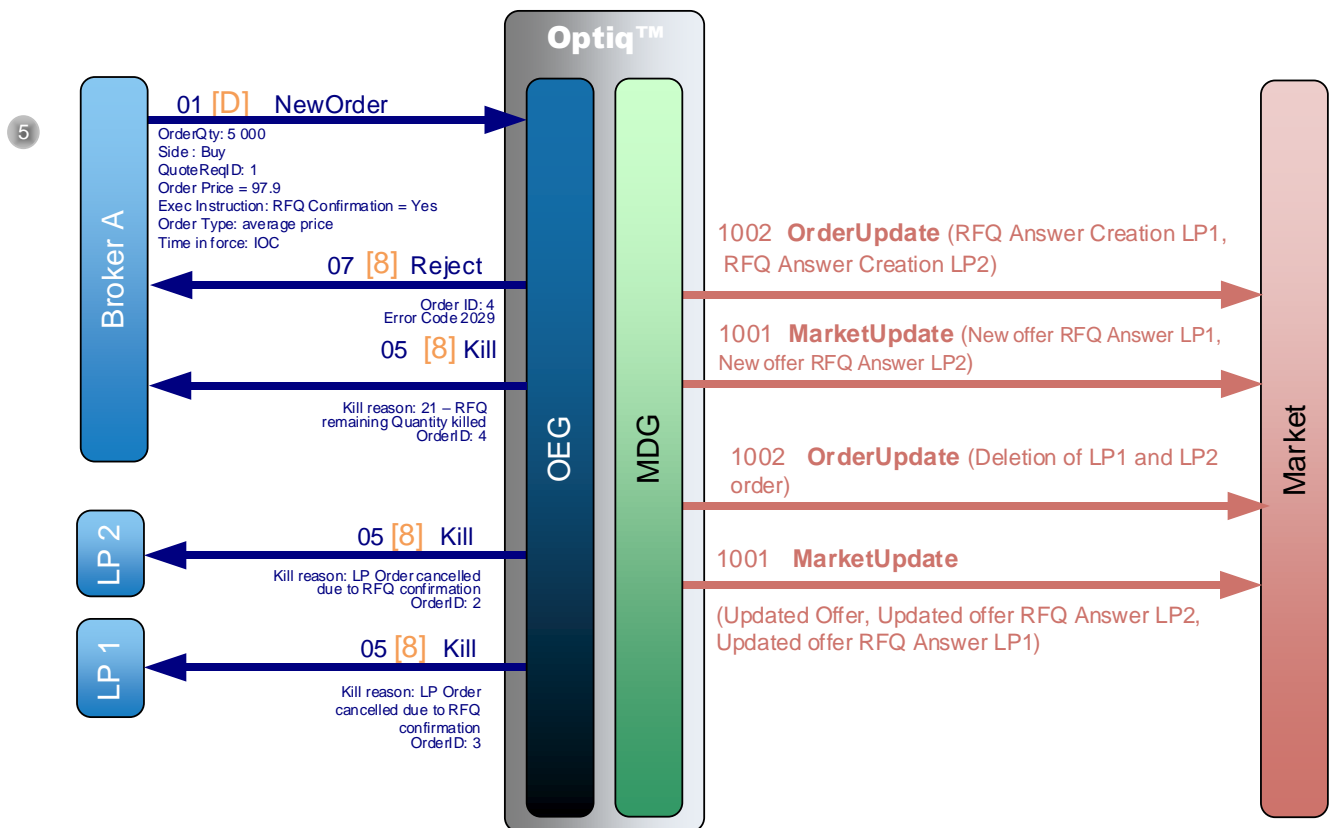 Optiq™
5
Broker A
01 [D] NewOrder
OrderQty: 5 000
Side : Buy
QuoteReqID: 1
Order Price = 97.9
Exec Instruction: RFQ Confirmation = Yes
Order Type: average price
Time in force: IOC
07 [8] Reject
Order ID: 4
Error Code 2029
05 [8] Kill
Kill reason: 21 – RFQ
remaining Quantity killed
OrderID: 4
LP 2
05 [8] Kill
Kill reason: LP Order cancelled
due to RFQ confirmation
OrderID: 2
LP 1
05 [8] Kill
Kill reason: LP Order
cancelled due to RFQ
confirmation
OrderID: 3
OEG
MDG
1002 OrderUpdate (RFQ Answer Creation LP1,
RFQ Answer Creation LP2)
1001 MarketUpdate (New offer RFQ Answer LP1,
New offer RFQ Answer LP2)
1002 OrderUpdate (Deletion of LP1 and LP2
order)
1001 MarketUpdate
(Updated Offer, Updated offer RFQ Answer LP2,
Updated offer RFQ Answer LP1)
Market